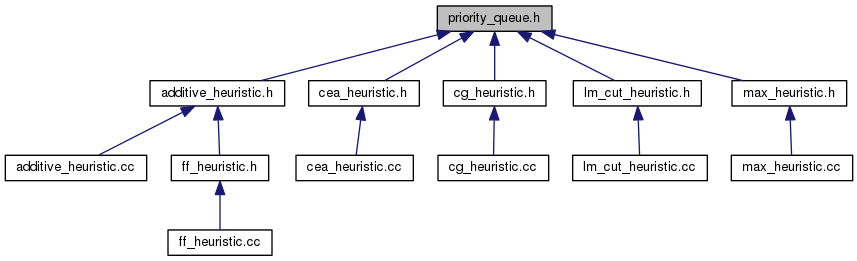 priority_queue.h
additive_heuristic.h
cea_heuristic.h
cg_heuristic.h
lm_cut_heuristic.h
max_heuristic.h
additive_heuristic.cc
ff_heuristic.h
cea_heuristic.cc
cg_heuristic.cc
lm_cut_heuristic.cc
max_heuristic.cc
ff_heuristic.cc